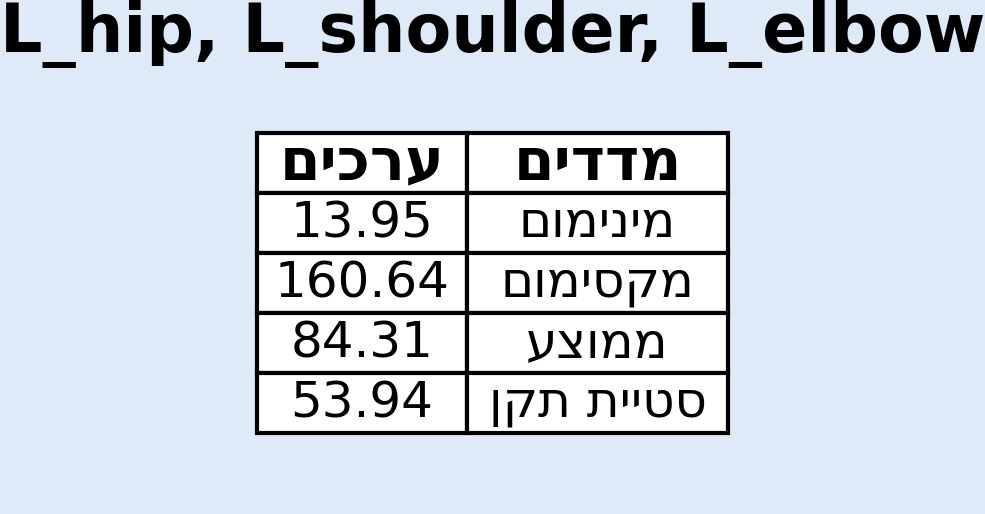 L_hip, L_shoulder, L_elbow
מדדים ערכים
מינימום 13.95
מקסימום 160.64
ממוצע 84.31
סטיית תקן 53.94